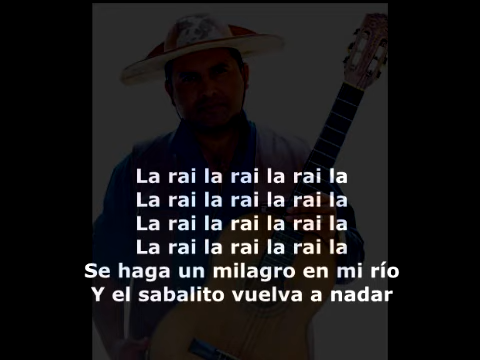 La rai la rai la rai la
La rai la rai la rai la
La rai la rai la rai la
La rai la rai la rai la
Se haga un milagro en mi río
Y el sabalito vuelva a nadar